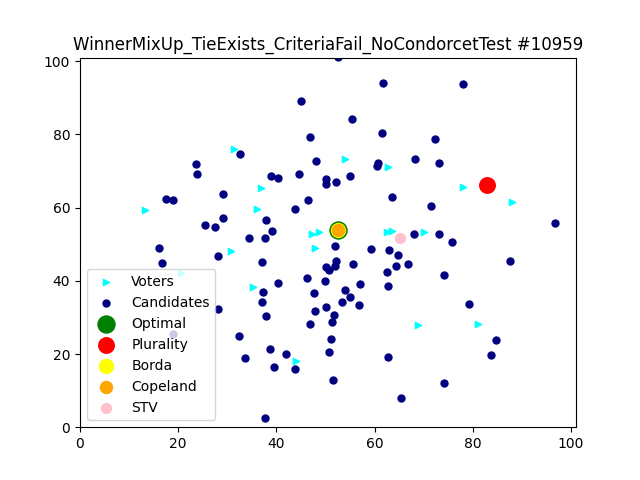 WinnerMixUp_TieExists_CriteriaFail_NoCondorcetTest #10959
100
80
60
40
20
0
0 20 40 60 80 100
Voters
Candidates
Optimal
Plurality
Borda
Copeland
STV